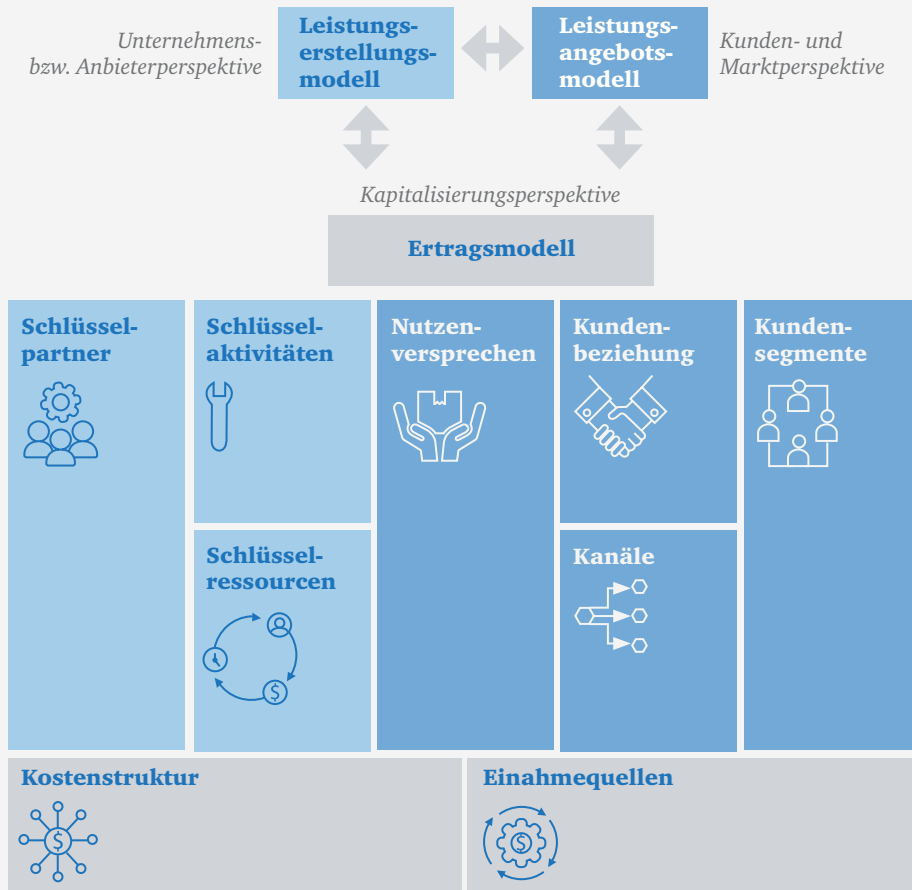 Unternehmens-
bzw. Anbieterperspektive
Leistungs-
erstellungs-
modell
Leistungs-
angebots-
modell
Kunden- und
Marktperspektive
Kapitalisierungsperspektive
Ertragsmodell
Schlüssel-
partner
Schlüssel-
aktivitäten
Schlüssel-
ressourcen
$
Nutzen-
versprechen
Kunden-
beziehung
Kanäle
Kunden-
segmente
Kostenstruktur
$
Einahmequellen
$